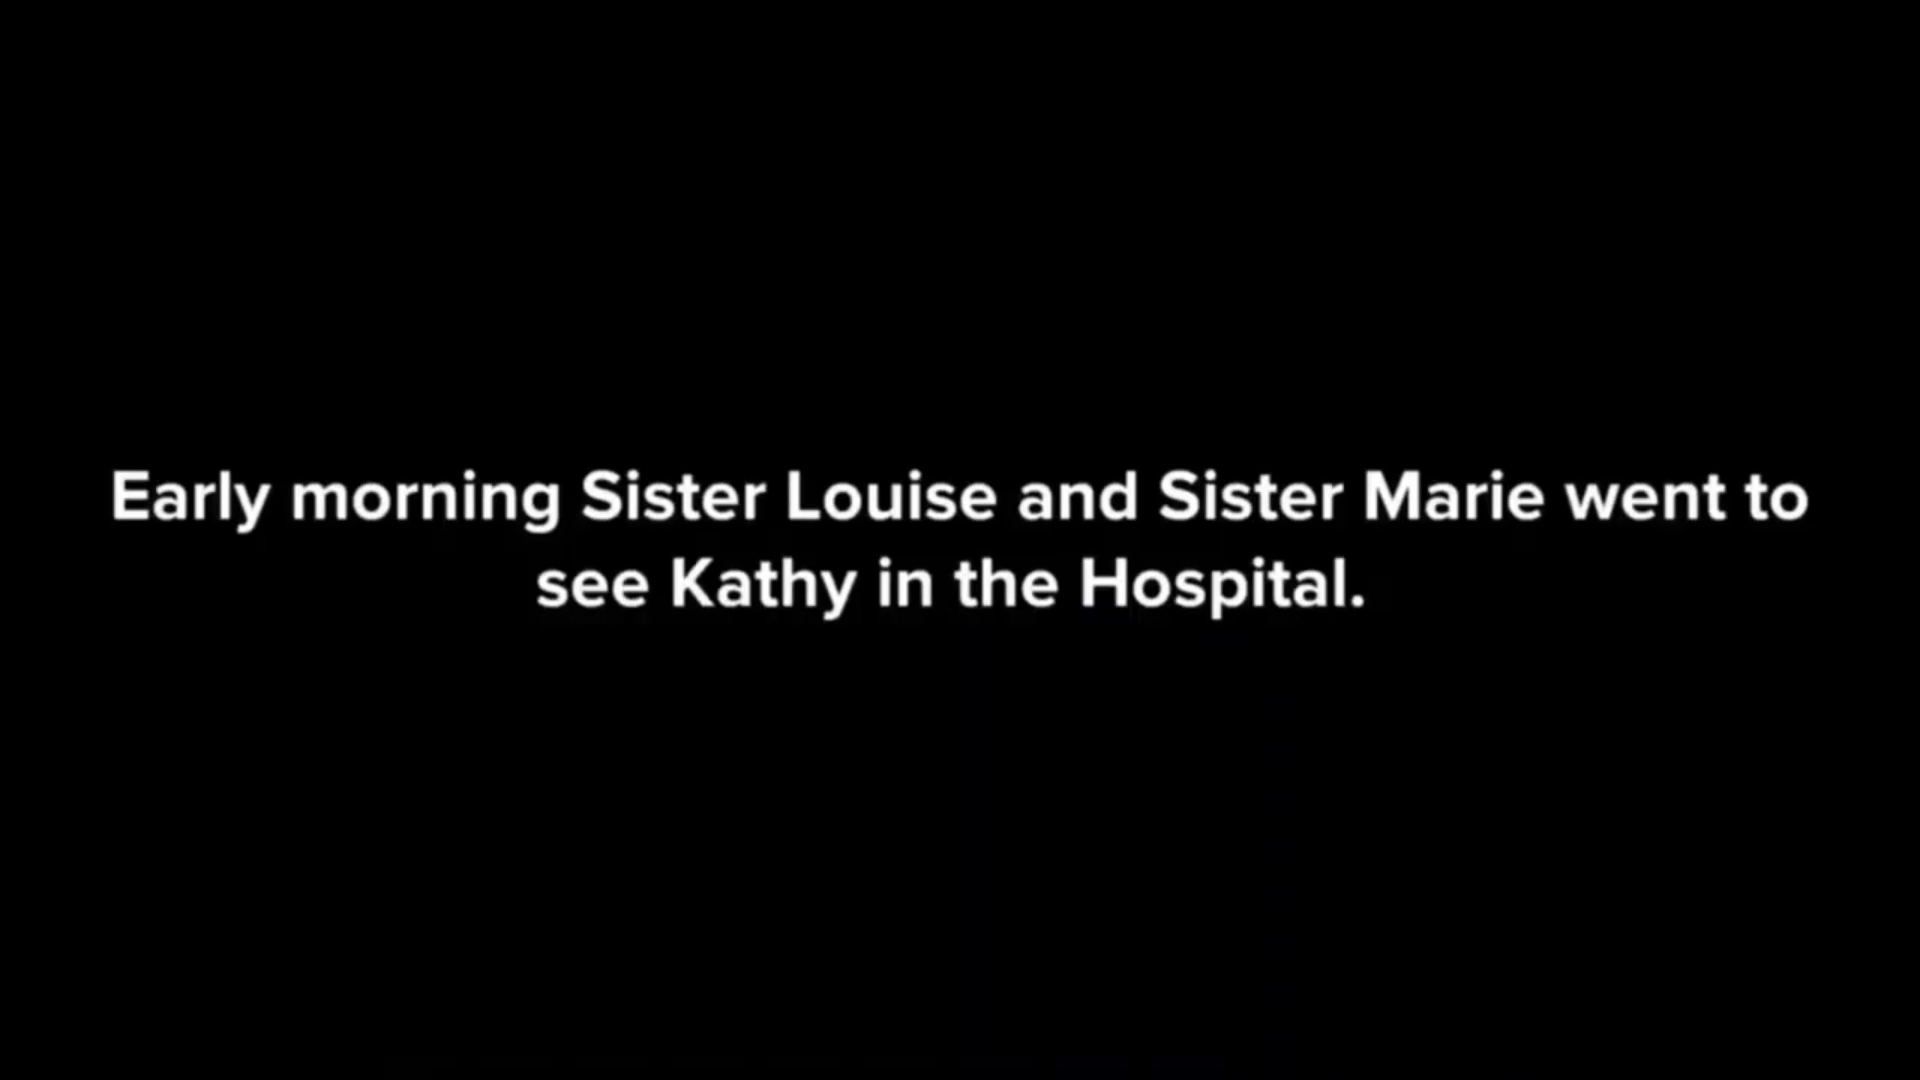 Early morning Sister Louise and Sister Marie went to
see Kathy in the Hospital.